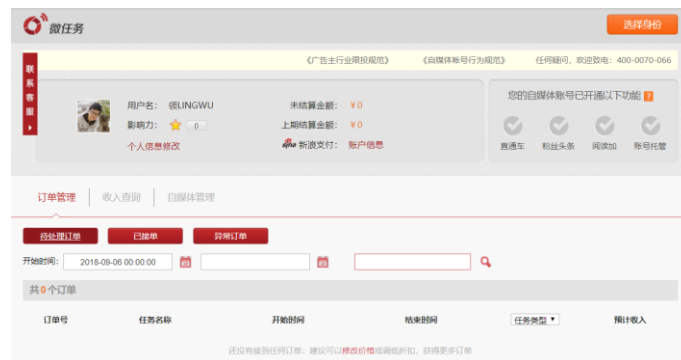 微任务
选择身份
《广告主行业限投规范》 《自媒体帐号行为规范》 任何疑问，欢迎致电：400-0070-066
联系客服
您的自媒体账号已开通以下功能 ?
用户名： 领LINGWU 未结算金额： ￥0
影响力： 0 上期结算金额： ￥0
个人信息修改 sina 新浪支付： 账户信息
直通车 粉丝头条 阅读加 账号托管
订单管理 收入查询 自媒体管理
待处理订单 已接单 异常订单
开始时间： 2018-09-06 00:00:00
共0个订单
订单号 任务名称 开始时间 结束时间 任务类型 预计收入
还没有接到任何订单：建议可以修改价格或调低折扣，获得更多订单